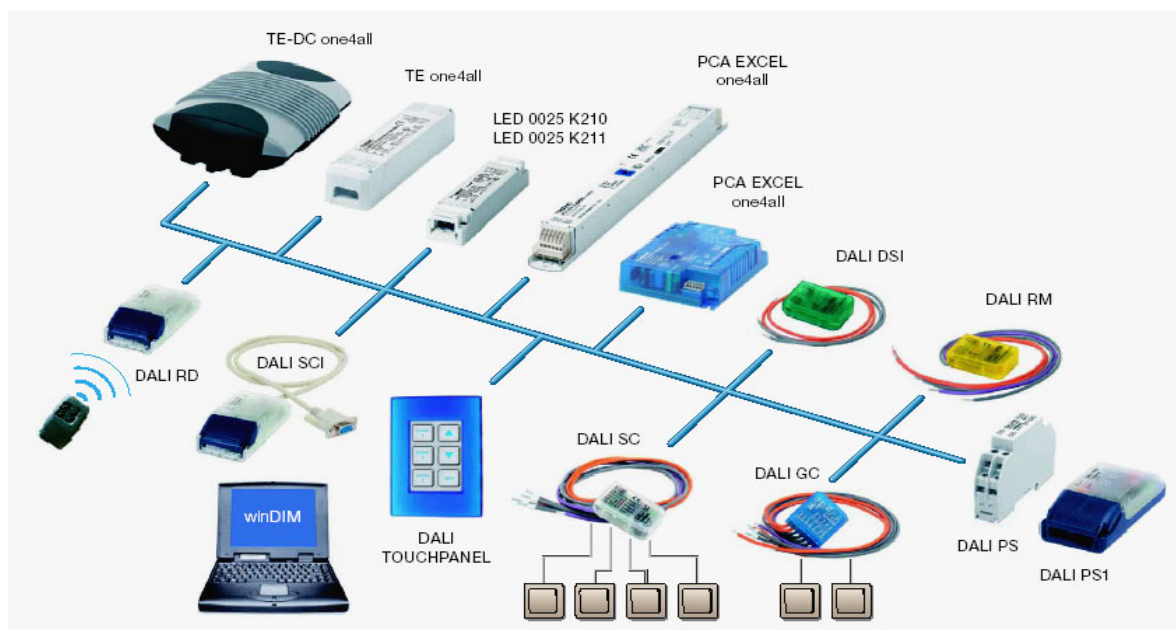 TE-DC one4all
TE one4all
PCA EXCEL
one4all
LED 0025 K210
LED 0025 K211
PCA EXCEL
one4all
DALI DSI
DALI RM
DALI RD
DALI SCI
DALI SC
DALI GC
winDIM
DALI
TOUCHPANEL
DALI PS
DALI PS1